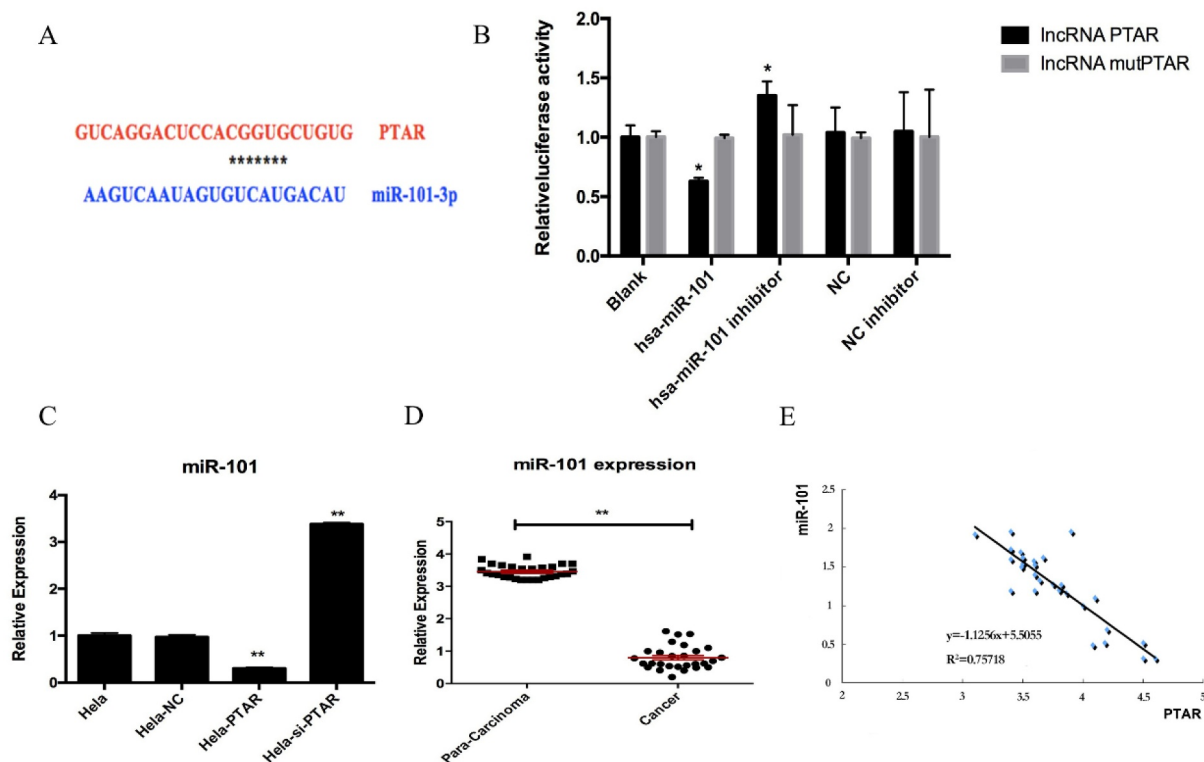 A
GUCAGGACUCCACGGUGCUGUG PTAR
*******
AAGUCAAUAGUGUCAUGACAU miR-101-3p
B
Relativeluciferase activity
2.0
1.5
1.0
0.5
0.0
*
*
Blank
hsa-miR-101
hsa-miR-101 inhibitor
NC
NC inhibitor
lncRNA PTAR
lncRNA mutPTAR
C
miR-101
Relative Expression
4
3
2
1
0
**
**
Hela
Hela-NC
Hela-PTAR
Hela-si-PTAR
D
miR-101 expression
Relative Expression
5
4
3
2
1
0
**
Para-Carcinoma
Cancer
E
miR-101
2.5
2
1.5
1
0.5
0
y=-1.1256x+5.5055
R²=0.75718
2
2.5
3
3.5
4
4.5
5
PTAR